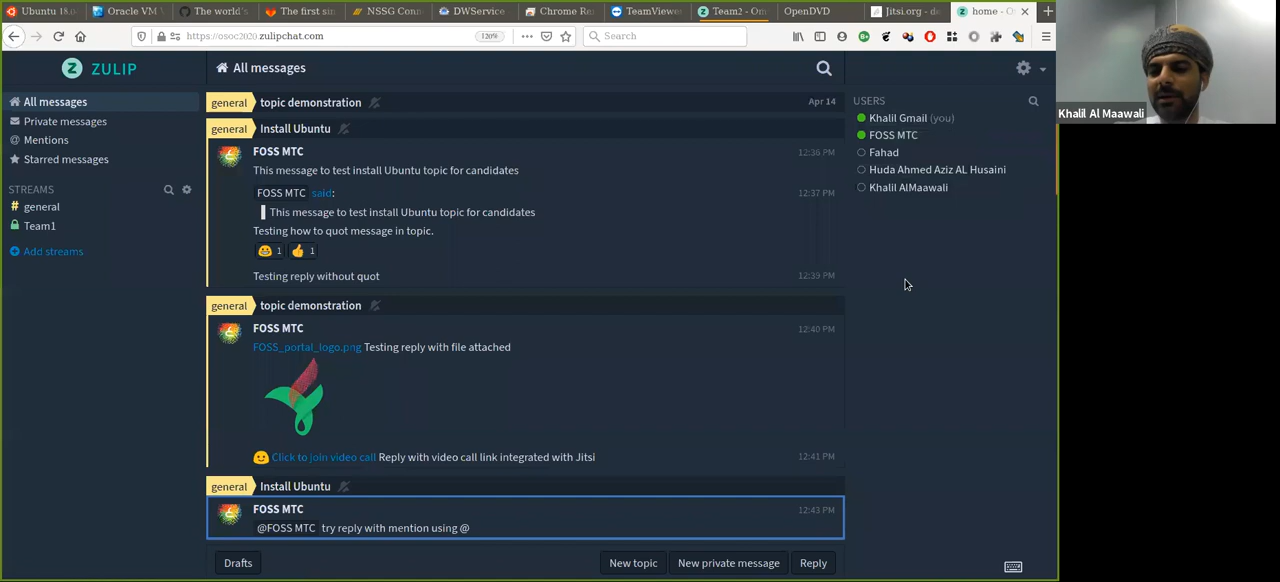 Ubuntu 18.0
Oracle VM V
The world's
The first sin
NSSG Conn
DWService
Chrome Re
TeamViewer
Team2 - Om
OpenDVD
Jitsi.org - de
home - O
https://osoc2020.zulipchat.com
120%
Search
ZULIP
All messages
All messages
Private messages
Mentions
Starred messages
STREAMS
general
Team1
Add streams
general topic demonstration
Apr 14
general Install Ubuntu
FOSS MTC
12:36 PM
This message to test install Ubuntu topic for candidates
FOSS MTC said:
12:37 PM
This message to test install Ubuntu topic for candidates
Testing how to quot message in topic.
1 1
Testing reply without quot
12:39 PM
general topic demonstration
FOSS MTC
12:40 PM
FOSS_portal_logo.png Testing reply with file attached
Click to join video call Reply with video call link integrated with Jitsi
12:41 PM
general Install Ubuntu
FOSS MTC
12:43 PM
@FOSS MTC try reply with mention using @
Drafts
New topic
New private message
Reply
USERS
Khalil Gmail (you)
FOSS MTC
Fahad
Huda Ahmed Aziz AL Husaini
Khalil AlMaawali
Khalil Al Maawali